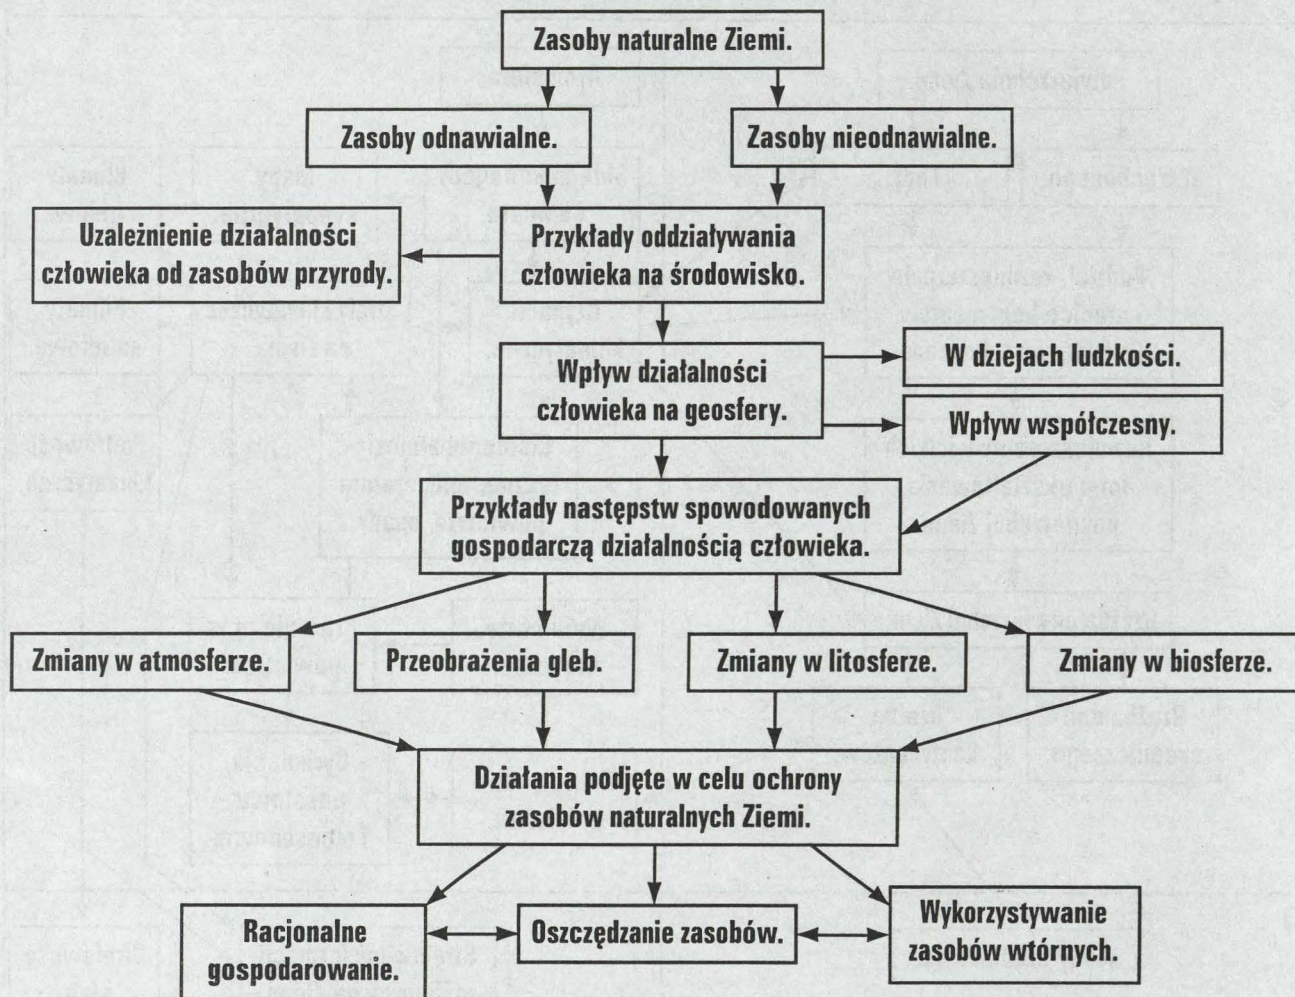 Zasoby naturalne Ziemi.
Zasoby odnawialne.
Zasoby nieodnawialne.
Uzależnienie działalności
człowieka od zasobów przyrody.
Przykłady oddziaływania
człowieka na środowisko.
Wpływ działalności
człowieka na geosfery.
W dziejach ludzkości.
Wpływ współczesny.
Przykłady następstw spowodowanych
gospodarczą działalnością człowieka.
Zmiany w atmosferze.
Przeobrażenia gleb.
Zmiany w litosferze.
Zmiany w biosferze.
Działania podjęte w celu ochrony
zasobów naturalnych Ziemi.
Racjonalne
gospodarowanie.
Oszczędzanie zasobów.
Wykorzystywanie
zasobów wtórnych.